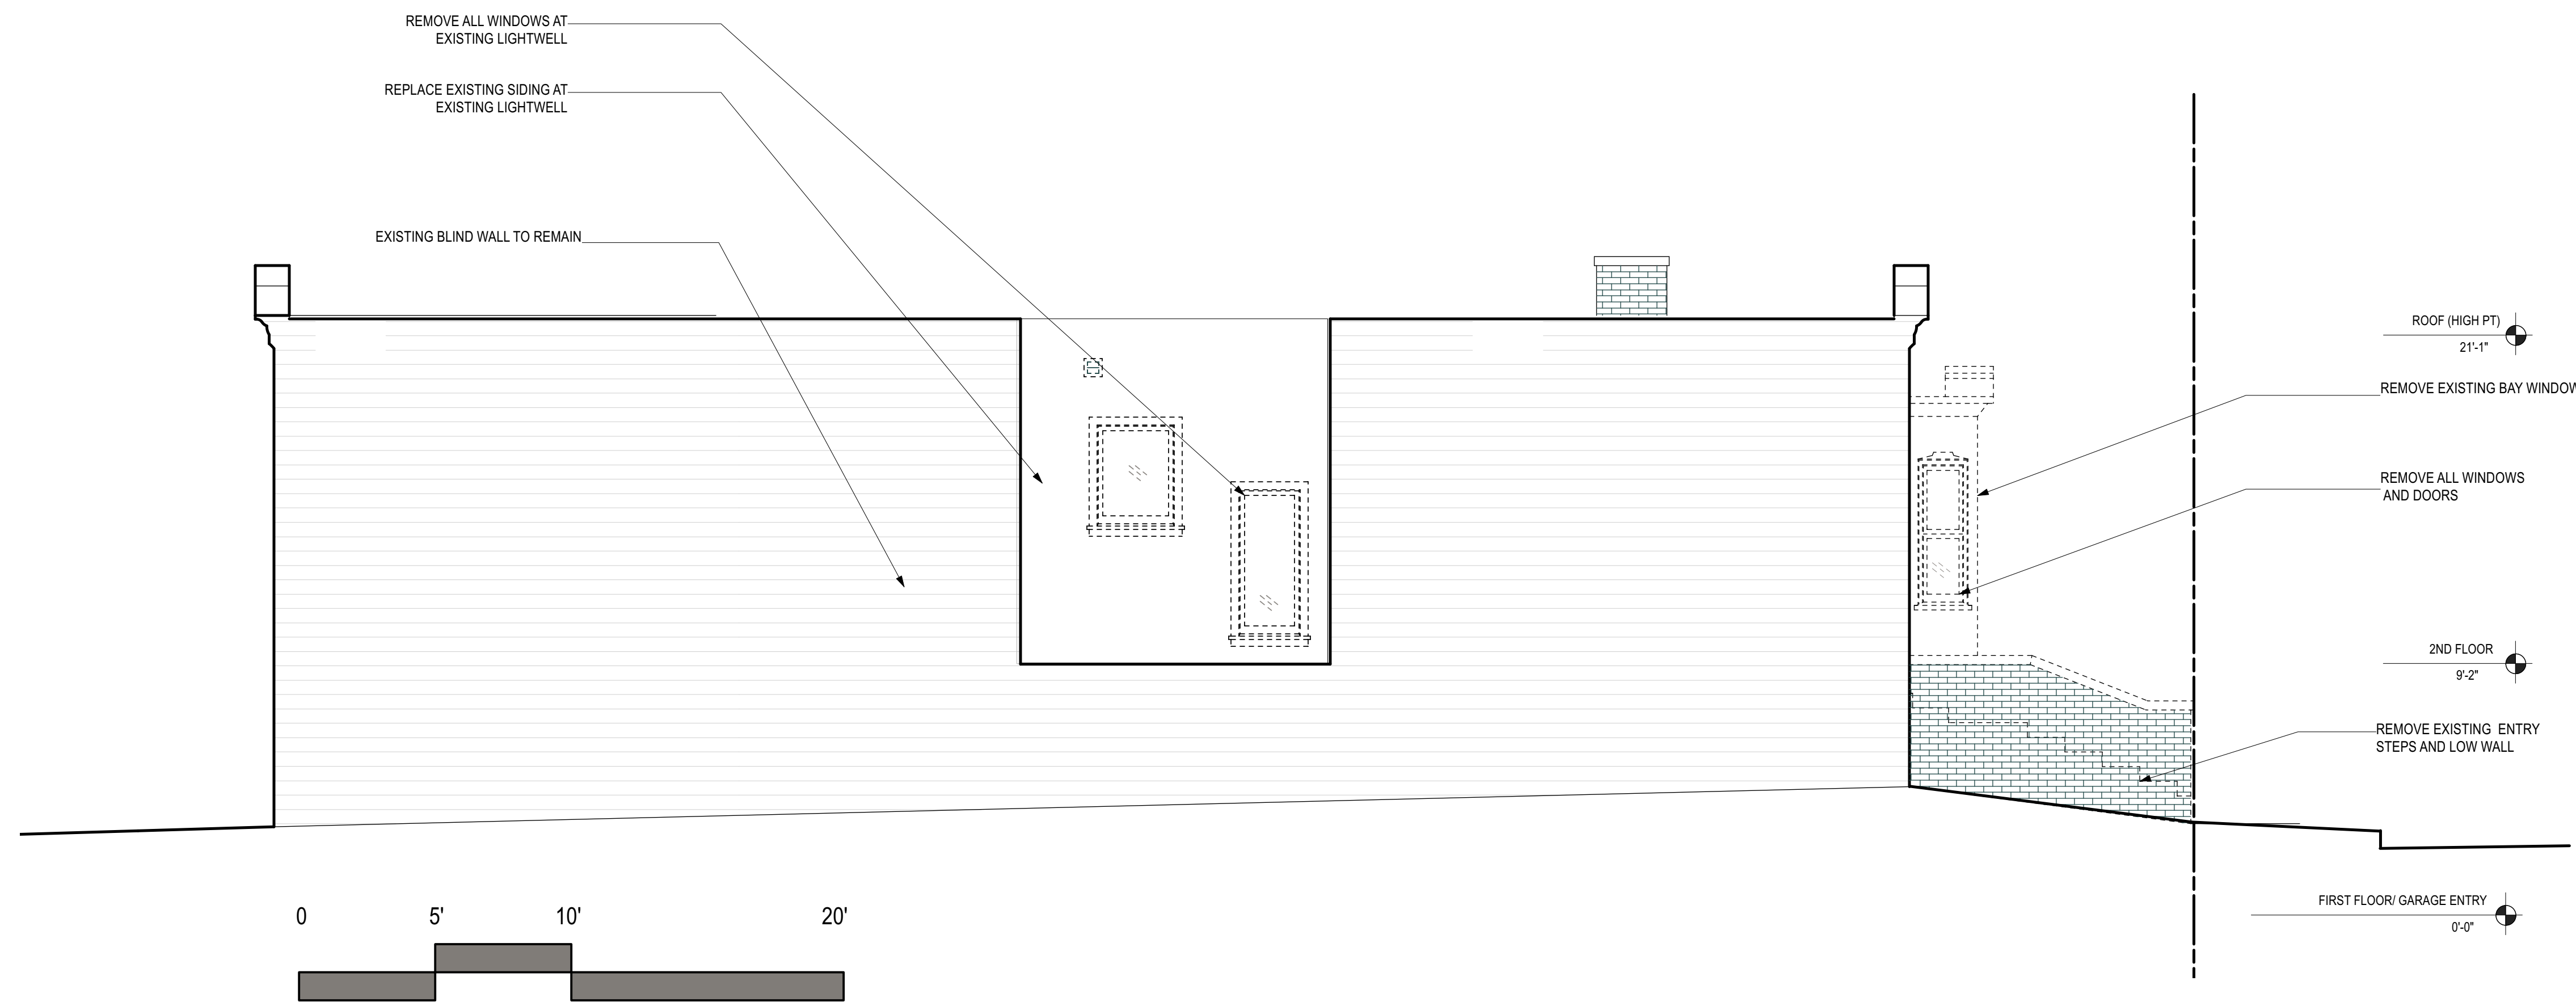 REMOVE ALL WINDOWS AT
EXISTING LIGHTWELL
REPLACE EXISTING SIDING AT
EXISTING LIGHTWELL
EXISTING BLIND WALL TO REMAIN
ROOF (HIGH PT)
21'-1"
REMOVE EXISTING BAY WINDOW
REMOVE ALL WINDOWS
AND DOORS
2ND FLOOR
9'-2"
REMOVE EXISTING ENTRY
STEPS AND LOW WALL
FIRST FLOOR/ GARAGE ENTRY
0'-0"
0 5' 10' 20'